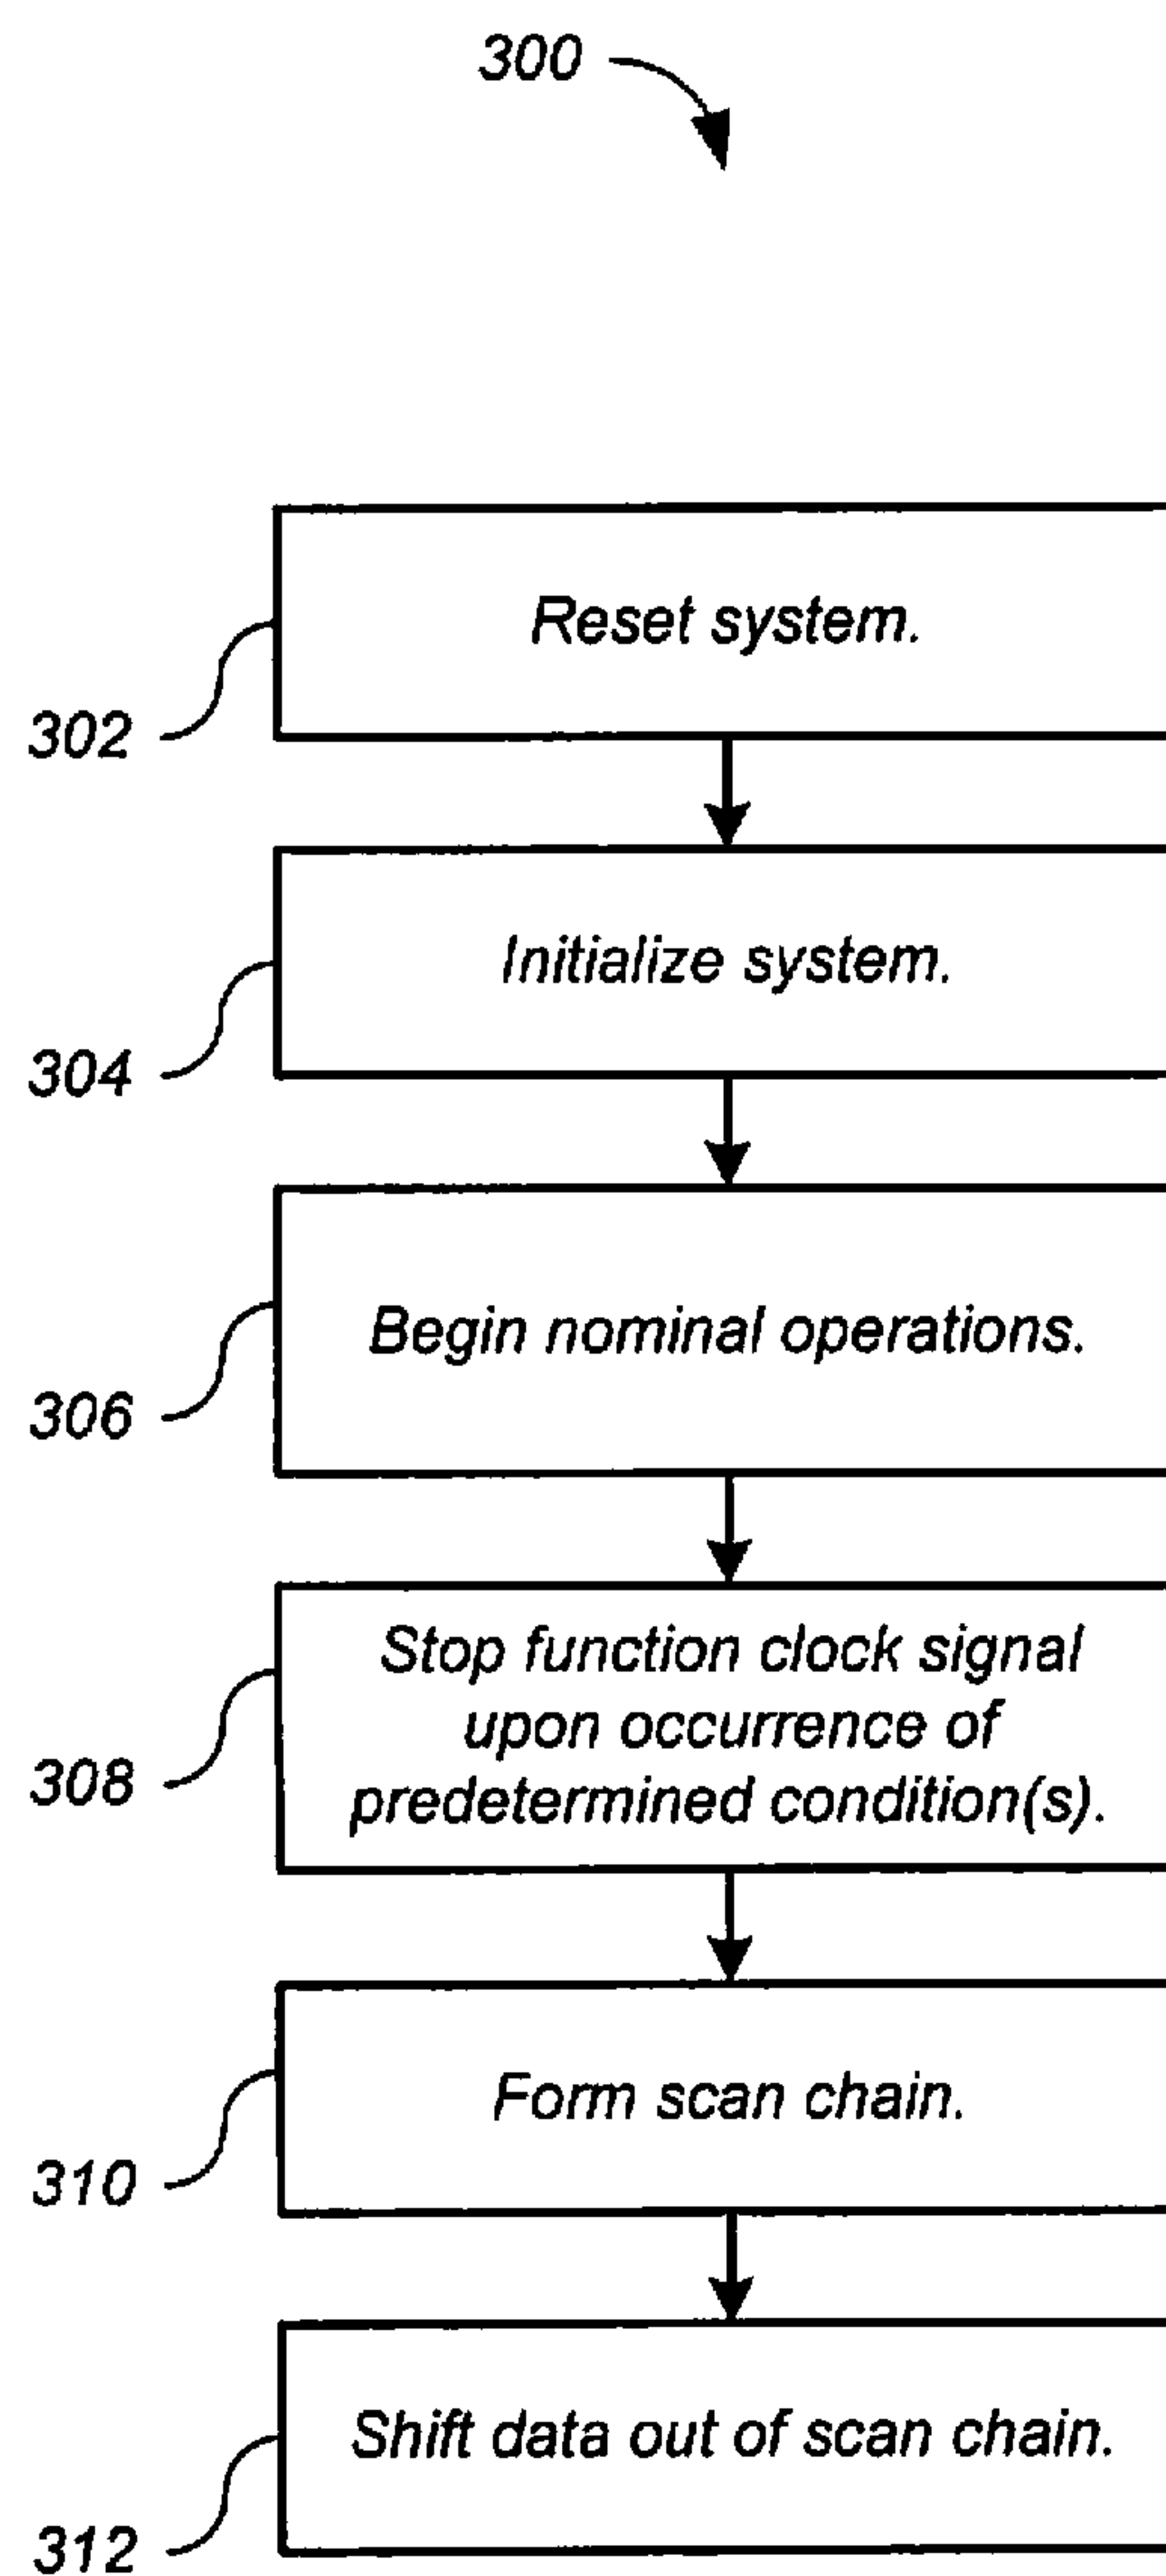 300
Reset system.
302
Initialize system.
304
Begin nominal operations.
306
Stop function clock signal
upon occurrence of
predetermined condition(s).
308
Form scan chain.
310
Shift data out of scan chain.
312